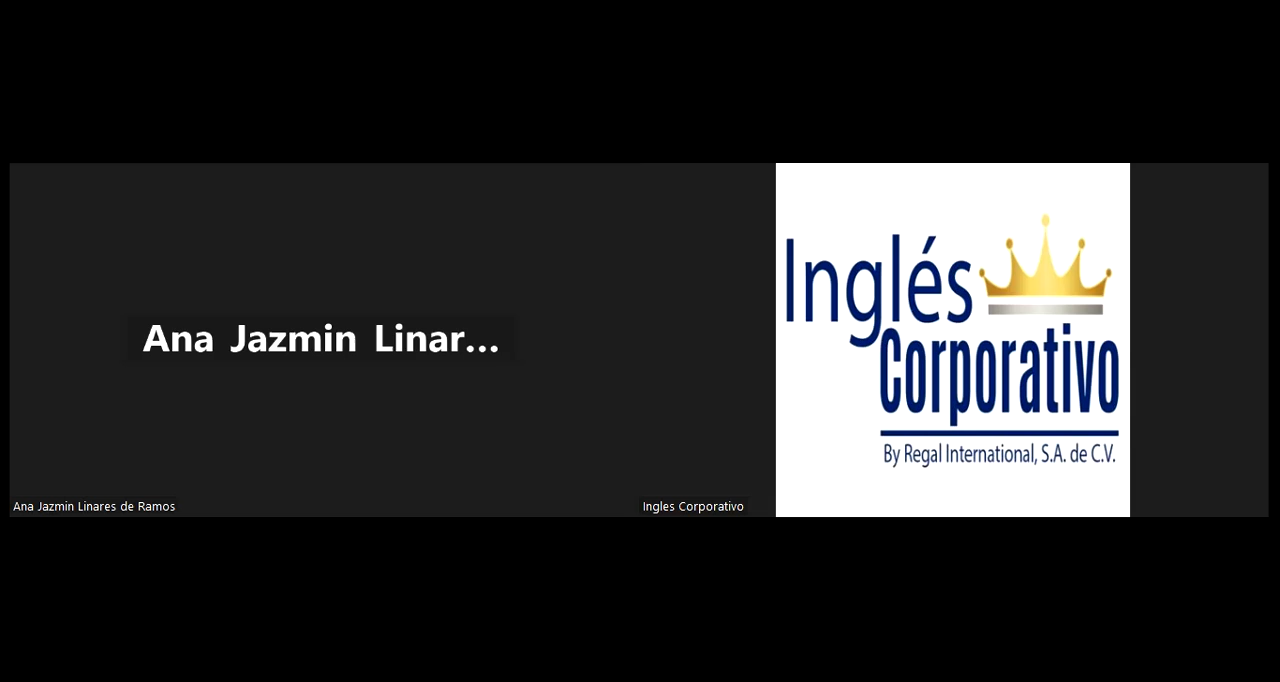 Ana Jazmin Linar...
Ana Jazmin Linares de Ramos
Ingles Corporativo
Inglés
Corporativo
By Regal International, S.A. de C.V.